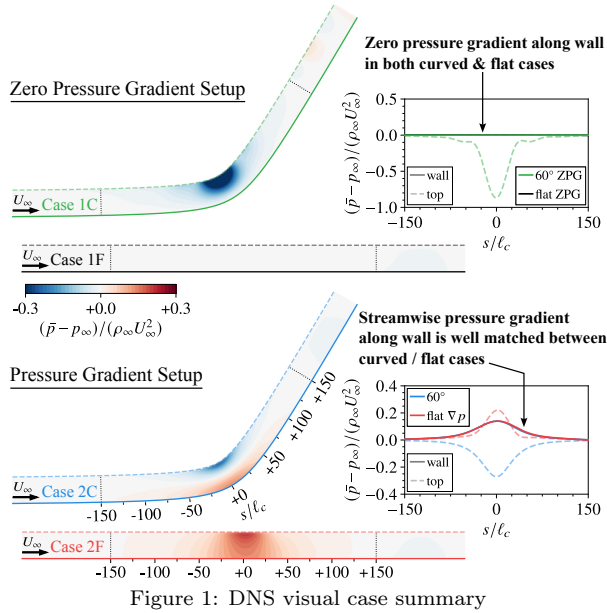 Zero Pressure Gradient Setup
U∞
Case 1C
U∞
Case 1F
-0.3 +0.0 +0.3
(p̄ − p∞)/(ρ∞U²∞)
Zero pressure gradient along wall
in both curved & flat cases
(p̄ − p∞)/(ρ∞U²∞)
0.5
0.0
-0.5
-1.0
wall
top
60° ZPG
flat ZPG
-150 0 150
s/ℓc
Pressure Gradient Setup
U∞
Case 2C
-150 -100 -50 +0 +50 +100 +150
s/ℓc
U∞
Case 2F
-150 -100 -50 +0 +50 +100 +150
Streamwise pressure gradient
along wall is well matched between
curved / flat cases
(p̄ − p∞)/(ρ∞U²∞)
0.4
0.2
0.0
-0.2
0.4
60°
flat ∇p
wall
top
-150 0 150
s/ℓc
Figure 1: DNS visual case summary